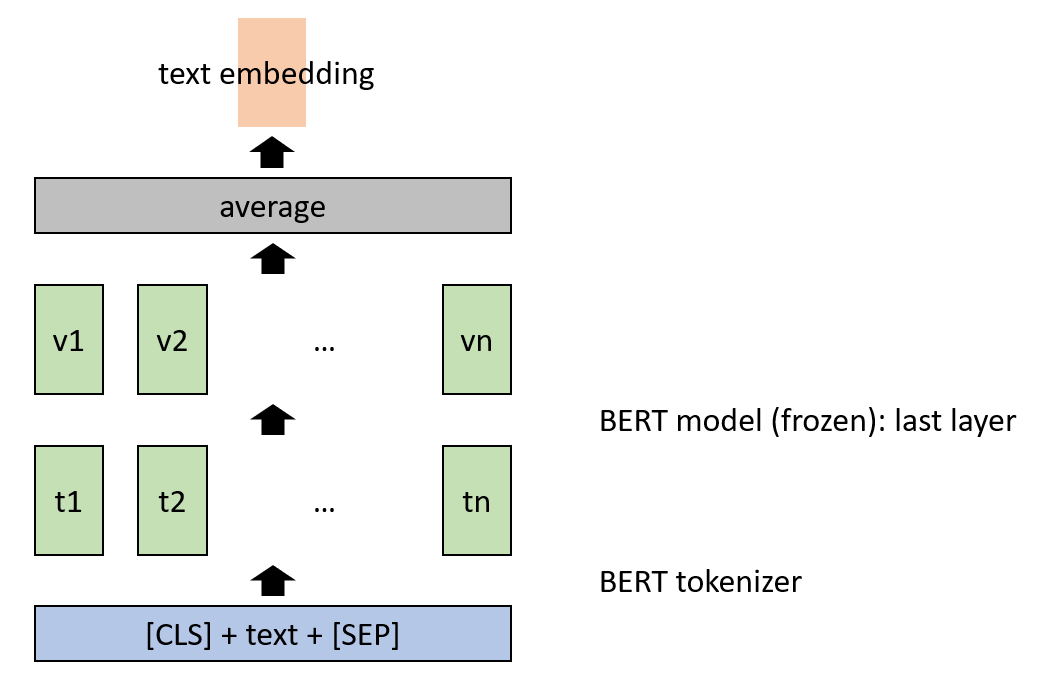 text embedding
average
v1 v2 ... vn
BERT model (frozen): last layer
t1 t2 ... tn
BERT tokenizer
[CLS] + text + [SEP]